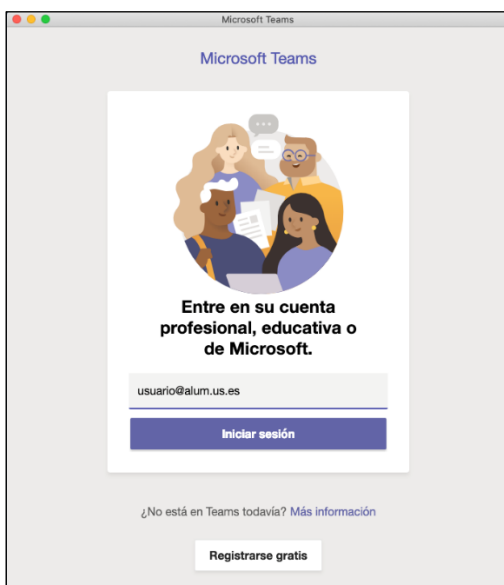 Microsoft Teams
Microsoft Teams
Entre en su cuenta
profesional, educativa o
de Microsoft.
usuario@alum.us.es
Iniciar sesión
¿No está en Teams todavía? Más información
Registrarse gratis